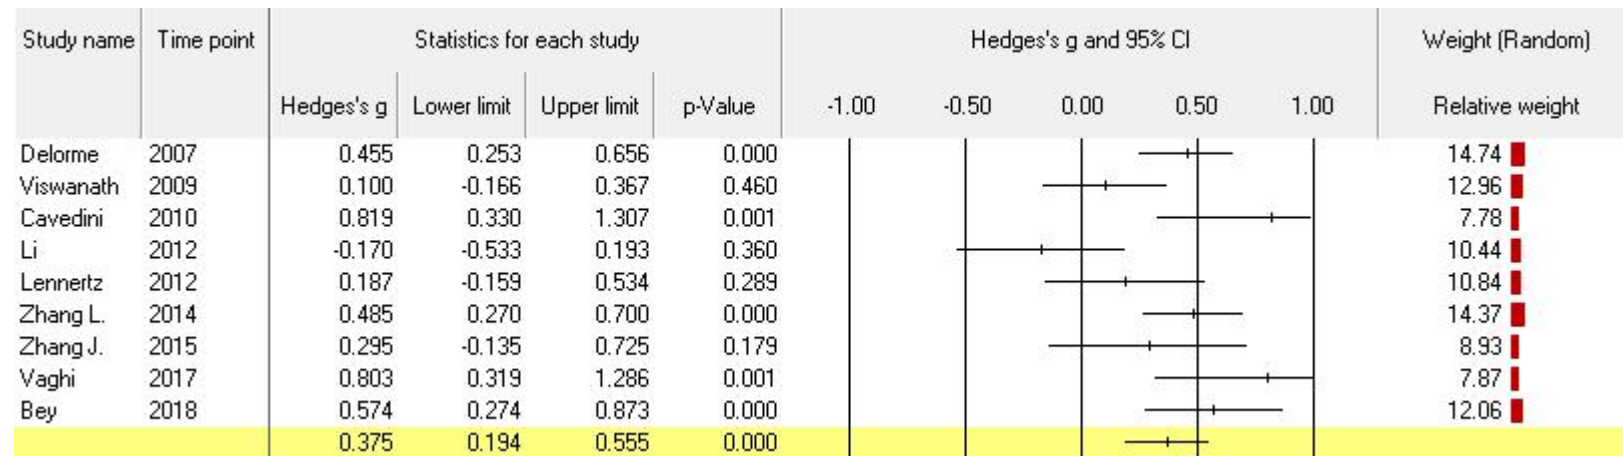 Study name Time point Statistics for each study Hedges's g and 95% CI Weight (Random)
Hedges's g Lower limit Upper limit p-Value -1.00 -0.50 0.00 0.50 1.00 Relative weight
Delorme 2007 0.455 0.253 0.656 0.000 14.74
Viswanath 2009 0.100 -0.166 0.367 0.460 12.96
Cavedini 2010 0.819 0.330 1.307 0.001 7.78
Li 2012 -0.170 -0.533 0.193 0.360 10.44
Lennertz 2012 0.187 -0.159 0.534 0.289 10.84
Zhang L. 2014 0.485 0.270 0.700 0.000 14.37
Zhang J. 2015 0.295 -0.135 0.725 0.179 8.93
Vaghi 2017 0.803 0.319 1.286 0.001 7.87
Bey 2018 0.574 0.274 0.873 0.000 12.06
0.375 0.194 0.555 0.000